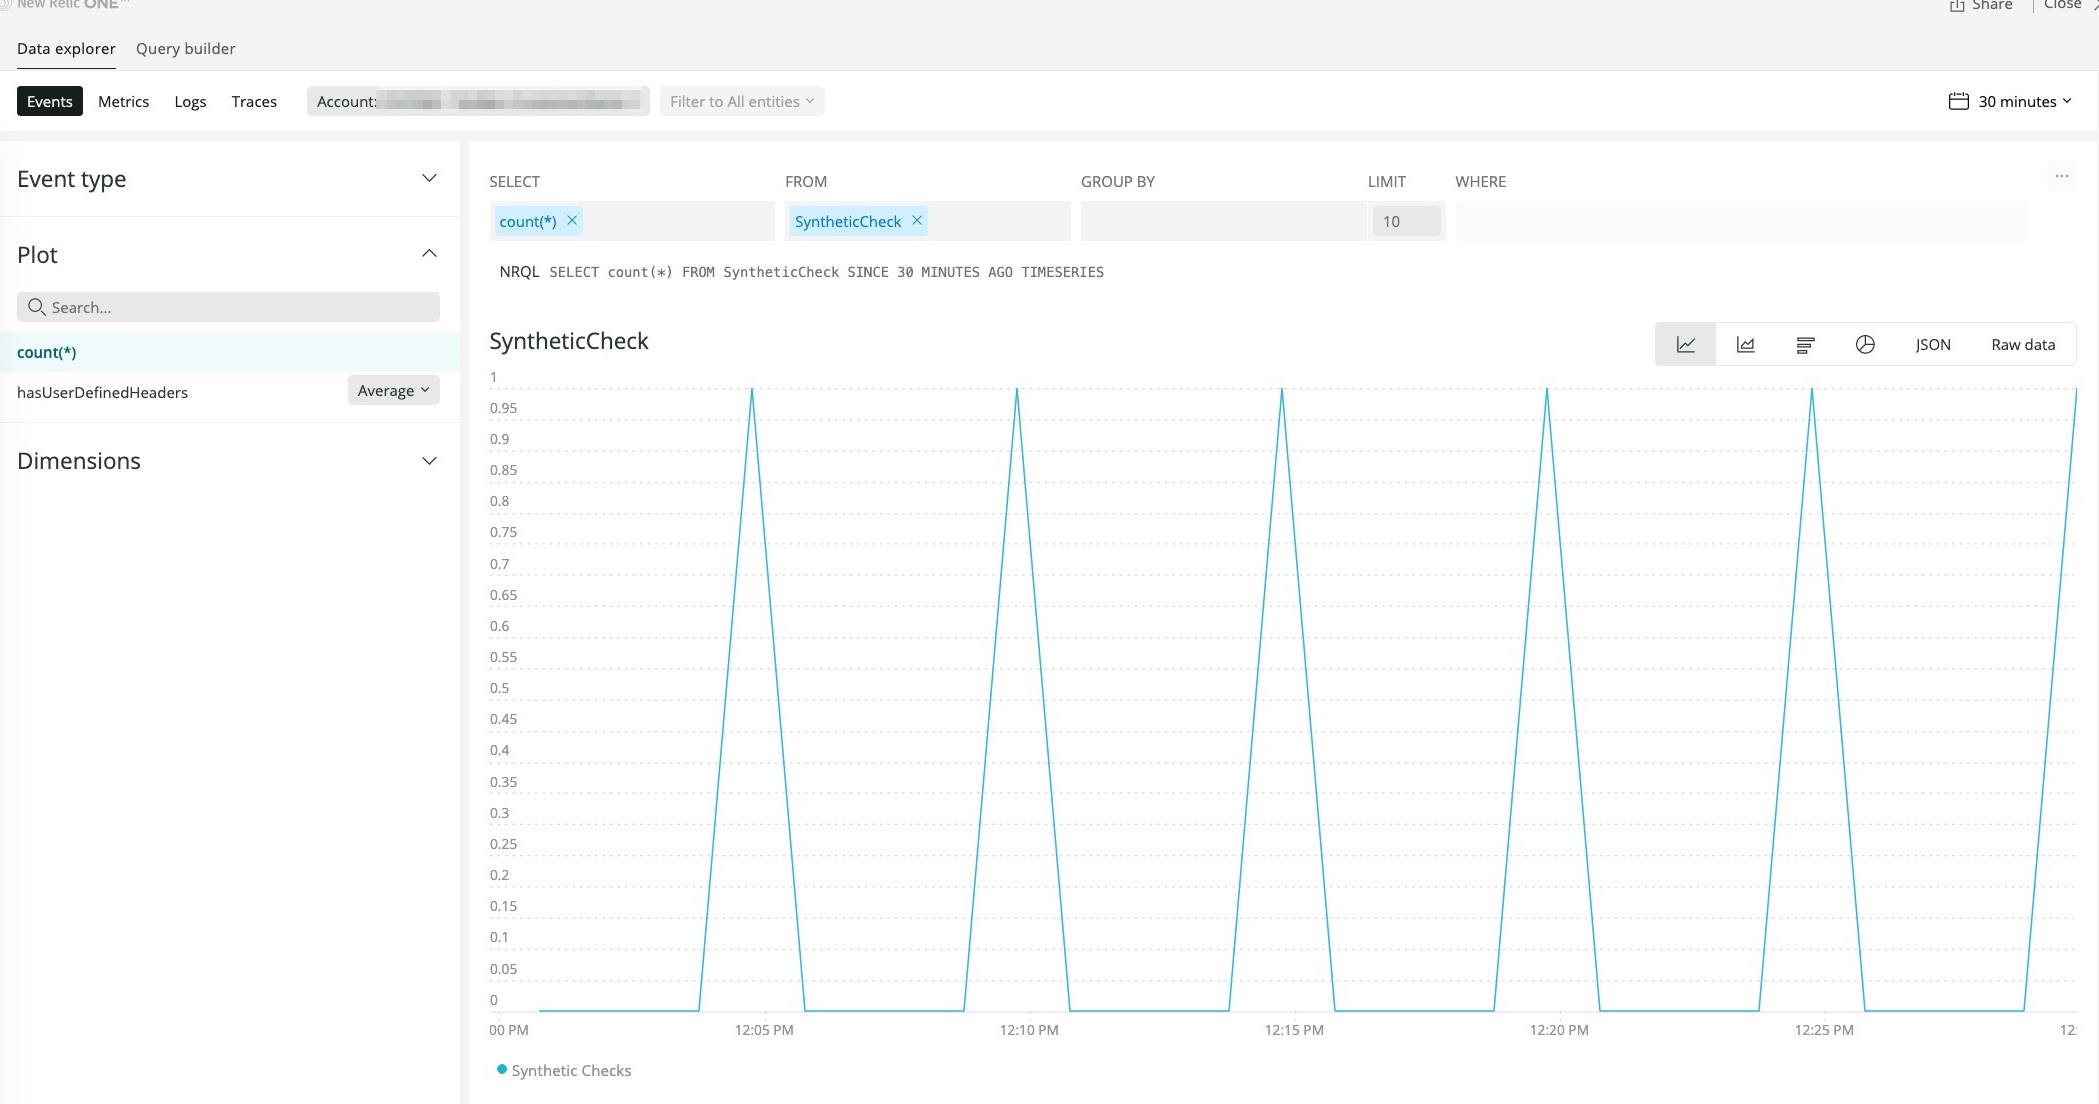 New Relic ONE™
Share | Close
Data explorer Query builder
Events Metrics Logs Traces Account: Filter to All entities 30 minutes
Event type
SELECT FROM GROUP BY LIMIT WHERE
...
count(*) × SyntheticCheck × 10
Plot
NRQL SELECT count(*) FROM SyntheticCheck SINCE 30 MINUTES AGO TIMESERIES
Search...
SyntheticCheck
JSON Raw data
count(*)
hasUserDefinedHeaders Average
Dimensions
1
0.95
0.9
0.85
0.8
0.75
0.7
0.65
0.6
0.55
0.5
0.45
0.4
0.35
0.3
0.25
0.2
0.15
0.1
0.05
0
00 PM 12:05 PM 12:10 PM 12:15 PM 12:20 PM 12:25 PM 12:
Synthetic Checks